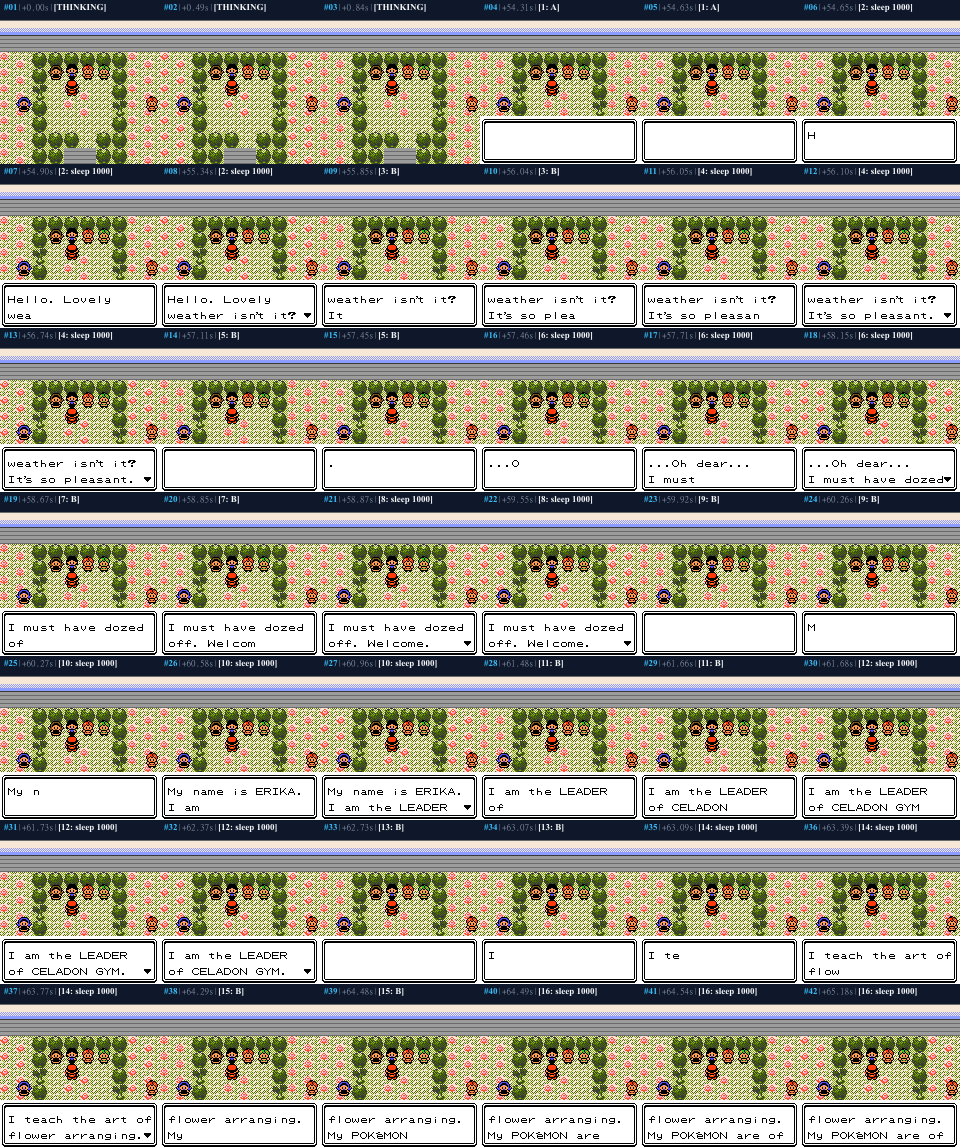 #01 | +0.00s | [THINKING]
#02 | +0.49s | [THINKING]
#03 | +0.84s | [THINKING]
#04 | +54.31s | [1: A]
#05 | +54.63s | [1: A]
#06 | +54.65s | [2: sleep 1000]
H
#07 | +54.90s | [2: sleep 1000]
#08 | +55.34s | [2: sleep 1000]
#09 | +55.85s | [3: B]
#10 | +56.04s | [3: B]
#11 | +56.05s | [4: sleep 1000]
#12 | +56.10s | [4: sleep 1000]
Hello. Lovely
wea
Hello. Lovely
weather isn't it? ▼
weather isn't it?
It
weather isn't it?
It's so plea
weather isn't it?
It's so pleasan
weather isn't it?
It's so pleasant. ▼
#13 | +56.74s | [4: sleep 1000]
#14 | +57.11s | [5: B]
#15 | +57.45s | [5: B]
#16 | +57.46s | [6: sleep 1000]
#17 | +57.71s | [6: sleep 1000]
#18 | +58.15s | [6: sleep 1000]
weather isn't it?
It's so pleasant. ▼
.
...O
...Oh dear...
I must
...Oh dear...
I must have dozed▼
#19 | +58.67s | [7: B]
#20 | +58.85s | [7: B]
#21 | +58.87s | [8: sleep 1000]
#22 | +59.55s | [8: sleep 1000]
#23 | +59.92s | [9: B]
#24 | +60.26s | [9: B]
I must have dozed
of
I must have dozed
off. Welcom
I must have dozed
off. Welcome. ▼
I must have dozed
off. Welcome. ▼
M
#25 | +60.27s | [10: sleep 1000]
#26 | +60.58s | [10: sleep 1000]
#27 | +60.96s | [10: sleep 1000]
#28 | +61.48s | [11: B]
#29 | +61.66s | [11: B]
#30 | +61.68s | [12: sleep 1000]
My n
My name is ERIKA.
I am
My name is ERIKA.
I am the LEADER ▼
I am the LEADER
of
I am the LEADER
of CELADON
I am the LEADER
of CELADON GYM
#31 | +61.73s | [12: sleep 1000]
#32 | +62.37s | [12: sleep 1000]
#33 | +62.73s | [13: B]
#34 | +63.07s | [13: B]
#35 | +63.09s | [14: sleep 1000]
#36 | +63.39s | [14: sleep 1000]
I am the LEADER
of CELADON GYM. ▼
I am the LEADER
of CELADON GYM. ▼
I
I te
I teach the art of
flow
#37 | +63.77s | [14: sleep 1000]
#38 | +64.29s | [15: B]
#39 | +64.48s | [15: B]
#40 | +64.49s | [16: sleep 1000]
#41 | +64.54s | [16: sleep 1000]
#42 | +65.18s | [16: sleep 1000]
I teach the art of
flower arranging.▼
flower arranging.
My
flower arranging.
My POKéMON
flower arranging.
My POKéMON are
flower arranging.
My POKéMON are of
flower arranging.
My POKéMON are of